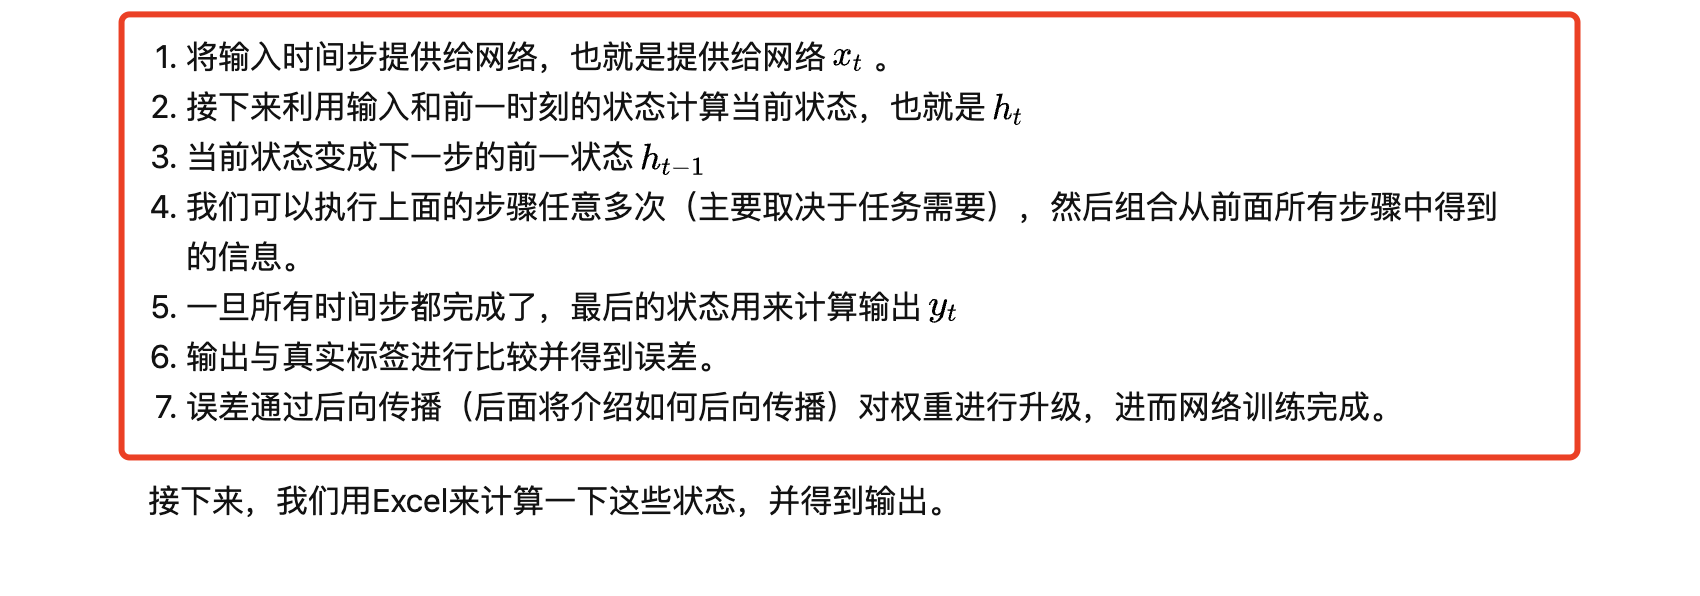 1. 将输入时间步提供给网络，也就是提供给网络 x_t 。
2. 接下来利用输入和前一时刻的状态计算当前状态，也就是 h_t
3. 当前状态变成下一步的前一状态 h_{t-1}
4. 我们可以执行上面的步骤任意多次（主要取决于任务需要），然后组合从前面所有步骤中得到
的信息。
5. 一旦所有时间步都完成了，最后的状态用来计算输出 y_t
6. 输出与真实标签进行比较并得到误差。
7. 误差通过后向传播（后面将介绍如何后向传播）对权重进行升级，进而网络训练完成。
接下来，我们用Excel来计算一下这些状态，并得到输出。